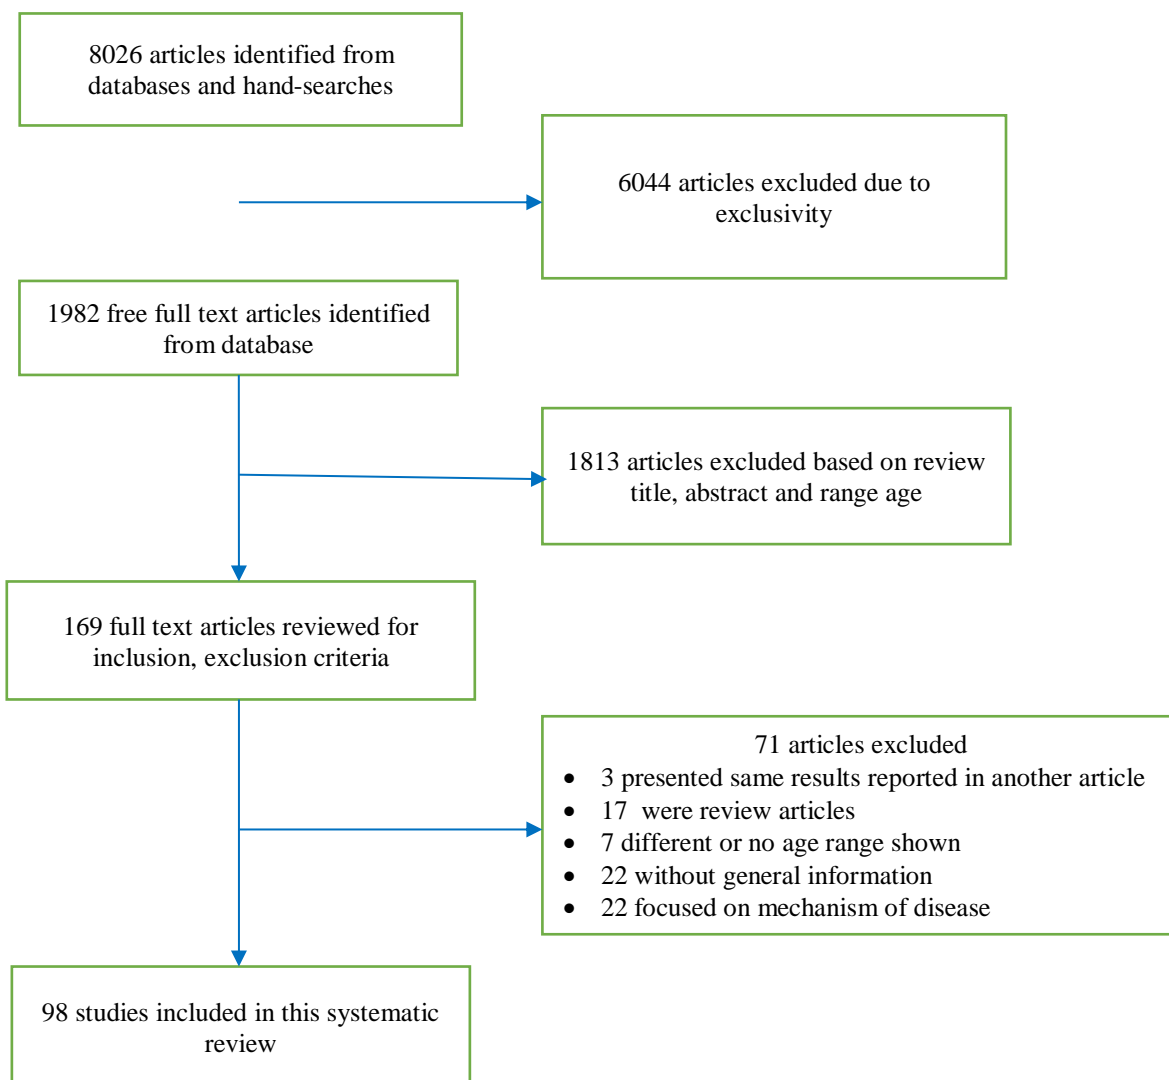 8026 articles identified from
databases and hand-searches
6044 articles excluded due to
exclusivity
1982 free full text articles identified
from database
1813 articles excluded based on review
title, abstract and range age
169 full text articles reviewed for
inclusion, exclusion criteria
71 articles excluded
• 3 presented same results reported in another article
• 17 were review articles
• 7 different or no age range shown
• 22 without general information
• 22 focused on mechanism of disease
98 studies included in this systematic
review